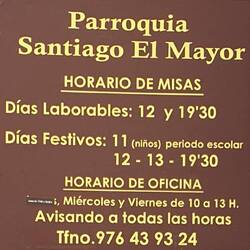 Parroquia
Santiago El Mayor
HORARIO DE MISAS
Días Laborables: 12 y 19'30
Días Festivos: 11 (niños) periodo escolar
12 - 13 - 19'30
HORARIO DE OFICINA
Miércoles y Viernes de 10 a 13 H.
Avisando a todas las horas
Tfno. 976 43 93 24